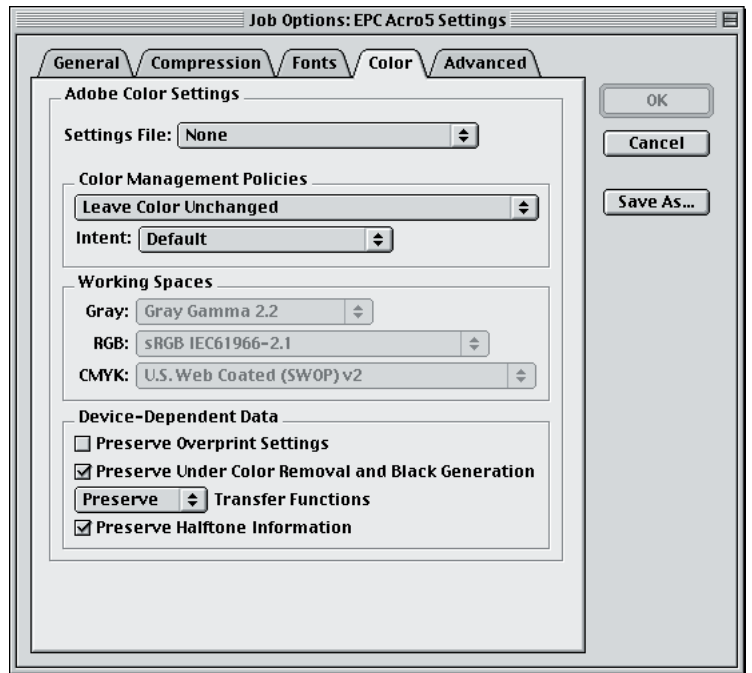 Job Options: EPC Acro5 Settings
General Compression Fonts Color Advanced
Adobe Color Settings
OK
Settings File: None
Cancel
Color Management Policies
Leave Color Unchanged
Save As...
Intent: Default
Working Spaces
Gray: Gray Gamma 2.2
RGB: sRGB IEC61966-2.1
CMYK: U.S. Web Coated (SWOP) v2
Device-Dependent Data
Preserve Overprint Settings
Preserve Under Color Removal and Black Generation
Preserve Transfer Functions
Preserve Halftone Information